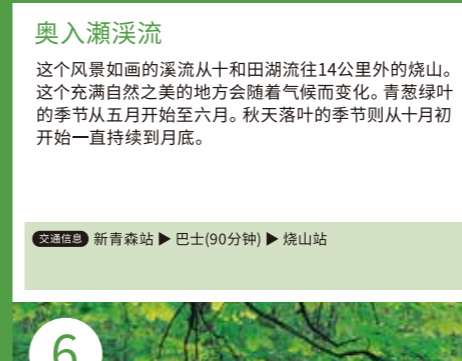 奥入瀬渓流
这个风景如画的溪流从十和田湖流往14公里外的烧山。
这个充满自然之美的地方会随着气候而变化。青葱绿叶
的季节从五月开始至六月。秋天落叶的季节则从十月初
开始一直持续到月底。
交通信息 新青森站 ▶ 巴士(90分钟) ▶ 烧山站
6